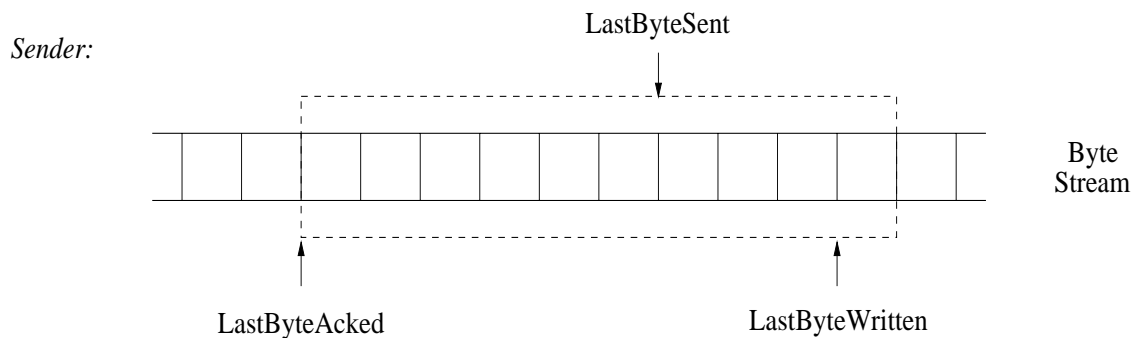 LastByteSent
Sender:
Byte
Stream
LastByteAcked
LastByteWritten